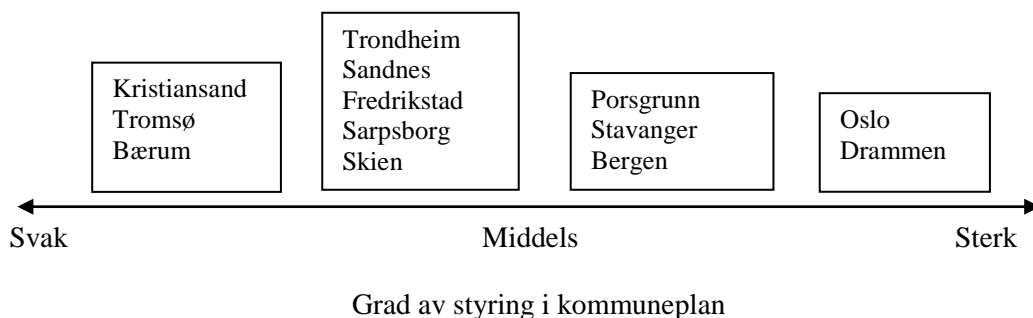 Kristiansand
Tromsø
Bærum
Trondheim
Sandnes
Fredrikstad
Sarpsborg
Skien
Porsgrunn
Stavanger
Bergen
Oslo
Drammen
Svak
Middels
Sterk
Grad av styring i kommuneplan